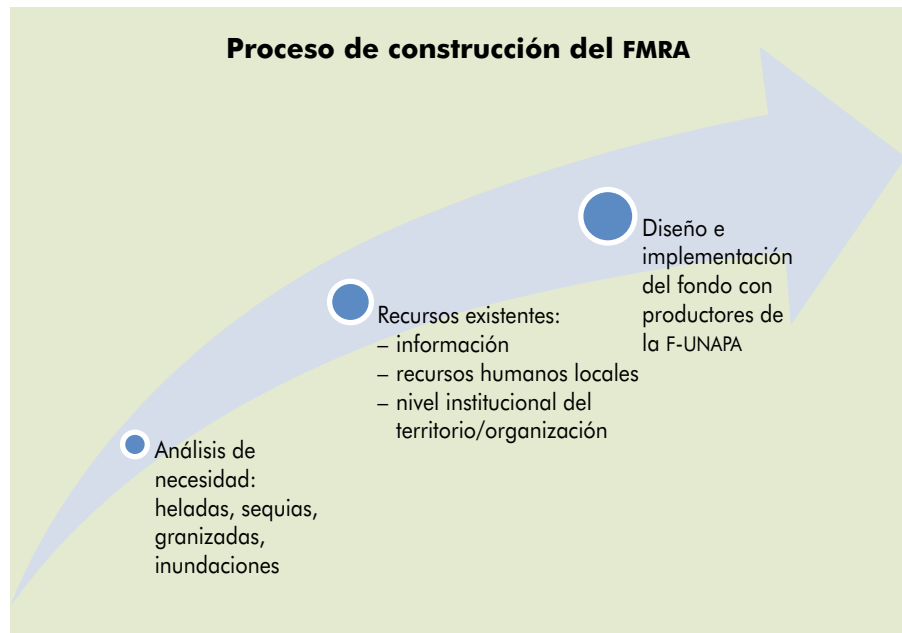 Proceso de construcción del FMRA
Análisis de
necesidad:
heladas, sequias,
granizadas,
inundaciones
Recursos existentes:
– información
– recursos humanos locales
– nivel institucional del
territorio/organización
Diseño e
implementación
del fondo con
productores de
la F-UNAPA